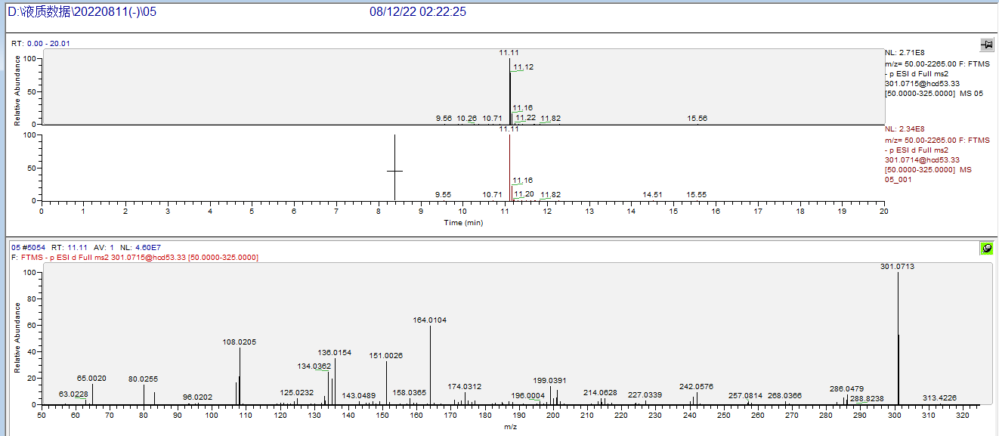 D:\液质数据\20220811(-)\05 08/12/22 02:22:25
RT: 0.00 - 20.01
Relative Abundance
100
50
0
11.11
11.12
11.16
9.56 10.26 10.71 11.22 11.82 15.56
NL: 2.71E8
m/z= 50.00-2265.00 F: FTMS
- p ESI d Full ms2
301.0715@hcd53.33
[50.0000-325.0000] MS 05
100
50
0
11.11
11.16
9.55 10.71 11.20 11.82 14.51 15.55
NL: 2.34E8
m/z= 50.00-2265.00 F: FTMS
- p ESI d Full ms2
301.0714@hcd53.33
[50.0000-325.0000] MS
05_001
0 1 2 3 4 5 6 7 8 9 10 11 12 13 14 15 16 17 18 19 20
Time (min)
05 #5054 RT: 11.11 AV: 1 NL: 4.60E7
F: FTMS - p ESI d Full ms2 301.0715@hcd53.33 [50.0000-325.0000]
Relative Abundance
100
80
60
40
20
0
301.0713
164.0104
108.0205
136.0154
151.0026
134.0362
65.0020
80.0255
199.0391
174.0312
242.0576
286.0479
63.0228
96.0202
125.0232
143.0489
158.0365
196.0004
214.0628
227.0339
257.0814
268.0366
288.8238
313.4226
50 60 70 80 90 100 110 120 130 140 150 160 170 180 190 200 210 220 230 240 250 260 270 280 290 300 310 320
m/z